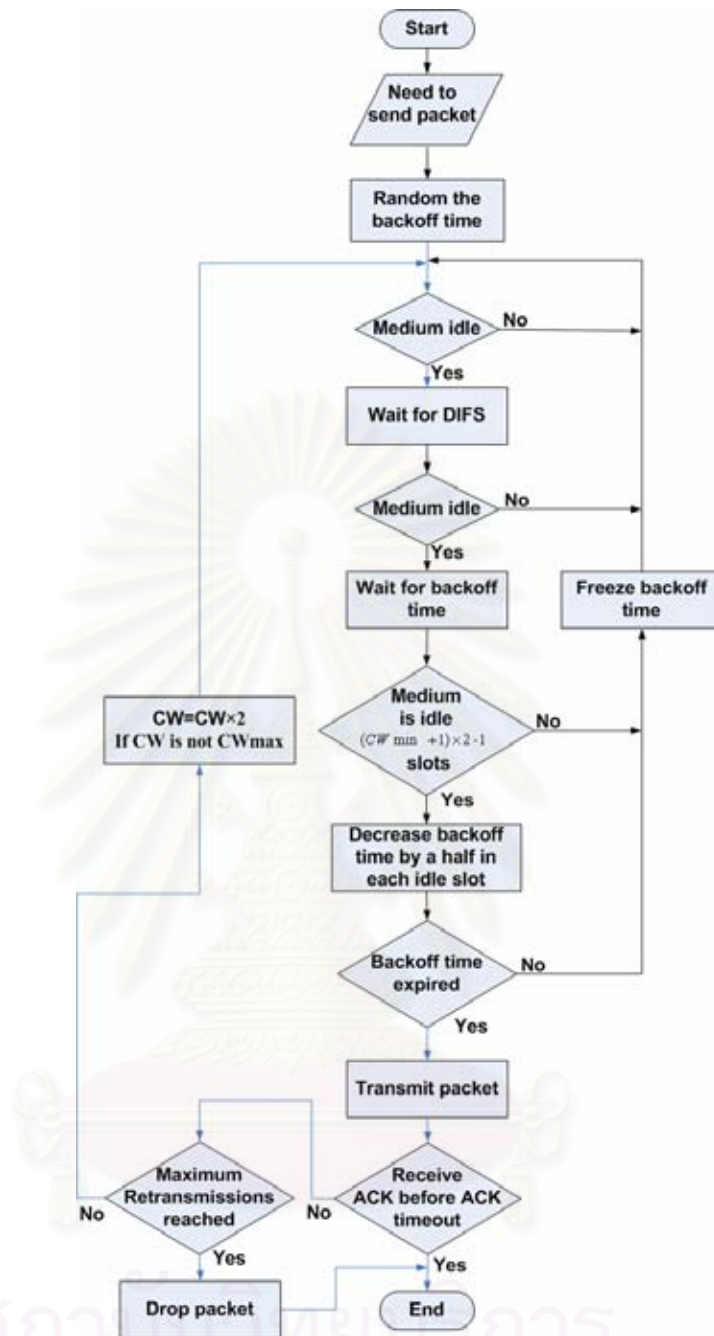 Start
Need to
send packet
Random the
backoff time
Medium idle
No
Yes
Wait for DIFS
Medium idle
No
Yes
Wait for backoff
time
Freeze backoff
time
Medium
is idle
(CW min +1)×2-1
slots
No
Yes
CW=CW×2
If CW is not CWmax
Decrease backoff
time by a half in
each idle slot
Backoff time
expired
No
Yes
Transmit packet
Receive
ACK before ACK
timeout
No
Yes
Maximum
Retransmissions
reached
No
Yes
Drop packet
End